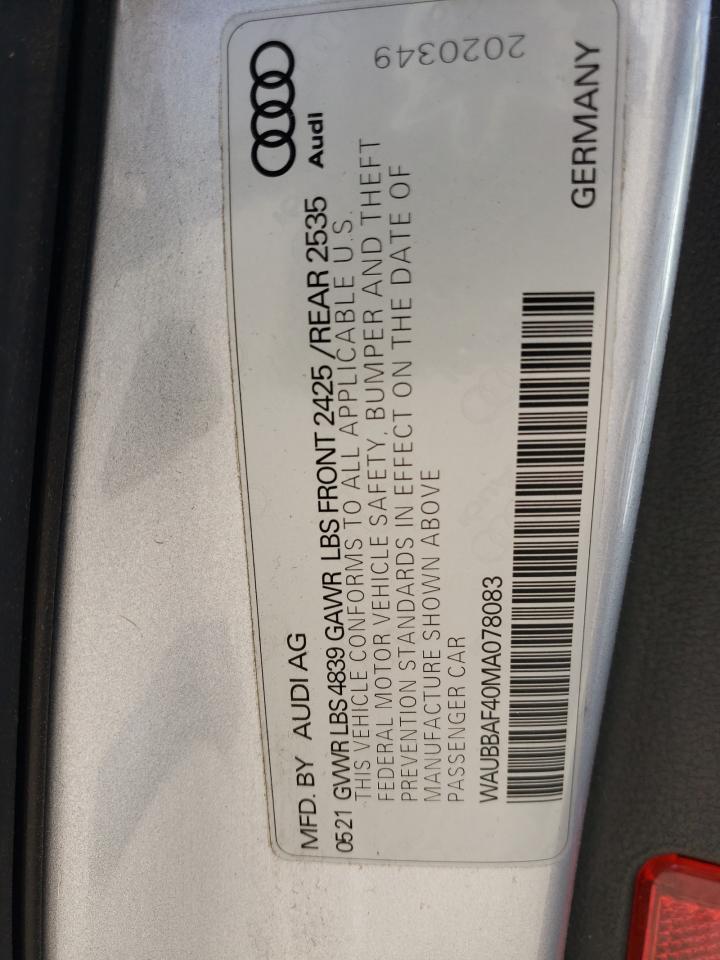 MFD. BY AUDI AG
0521 GVWR LBS 4839 GAWR LBS FRONT 2425 /REAR 2535
THIS VEHICLE CONFORMS TO ALL APPLICABLE U.S.
FEDERAL MOTOR VEHICLE SAFETY, BUMPER AND THEFT
PREVENTION STANDARDS IN EFFECT ON THE DATE OF
MANUFACTURE SHOWN ABOVE
PASSENGER CAR
WAUBBAF40MA078083
Audi
2020349
GERMANY